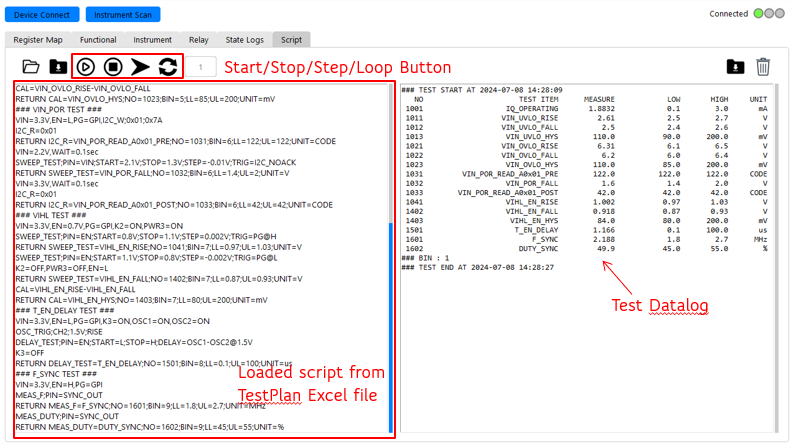 Device Connect
Instrument Scan
Connected
Register Map
Functional
Instrument
Relay
State Logs
Script
1
Start/Stop/Step/Loop Button
CAL=VIN_OVLO_RISE-VIN_OVLO_FALL
RETURN CAL=VIN_OVLO_HYS;NO=1023;BIN=5;LL=85;UL=200;UNIT=mV
### VIN_POR TEST ###
VIN=3.3V,EN=L,PG=GPI,I2C_W;0x01;0x7A
I2C_R=0x01
RETURN I2C_R=VIN_POR_READ_A0x01_PRE;NO=1031;BIN=6;LL=122;UL=122;UNIT=CODE
VIN=2.2V,WAIT=0.1sec
SWEEP_TEST;PIN=VIN;START=2.1V;STOP=1.3V;STEP=-0.01V;TRIG=I2C_NOACK
RETURN SWEEP_TEST=VIN_POR_FALL;NO=1032;BIN=6;LL=1.4;UL=2;UNIT=V
VIN=3.3V,WAIT=0.1sec
I2C_R=0x01
RETURN I2C_R=VIN_POR_READ_A0x01_POST;NO=1033;BIN=6;LL=42;UL=42;UNIT=CODE
### VIHL TEST ###
VIN=3.3V,EN=0.7V,PG=GPI,K2=ON,PWR3=ON
SWEEP_TEST;PIN=EN;START=0.8V;STOP=1.1V;STEP=0.002V;TRIG=PG@H
RETURN SWEEP_TEST=VIHL_EN_RISE;NO=1041;BIN=7;LL=0.97;UL=1.03;UNIT=V
SWEEP_TEST;PIN=EN;START=1.1V;STOP=0.8V;STEP=-0.002V;TRIG=PG@L
K2=OFF,PWR3=OFF,EN=L
RETURN SWEEP_TEST=VIHL_EN_FALL;NO=1402;BIN=7;LL=0.87;UL=0.93;UNIT=V
CAL=VIHL_EN_RISE-VIHL_EN_FALL
RETURN CAL=VIHL_EN_HYS;NO=1403;BIN=7;LL=80;UL=200;UNIT=mV
### T_EN_DELAY TEST ###
VIN=3.3V,EN=L,PG=GPI,K3=ON,OSC1=ON,OSC2=ON
OSC_TRIG;CH2;1.5V;RISE
DELAY_TEST;PIN=EN;START=L;STOP=H;DELAY=OSC1-OSC2@1.5V
K3=OFF
RETURN DELAY_TEST=T_EN_DELAY;NO=1501;BIN=8;LL=0.1;UL=100;UNIT=us
### F_SYNC TEST ###
VIN=3.3V,EN=H,PG=GPI
MEAS_F;PIN=SYNC_OUT
RETURN MEAS_F=F_SYNC;NO=1601;BIN=9;LL=1.8;UL=2.7;UNIT=MHz
MEAS_DUTY;PIN=SYNC_OUT
RETURN MEAS_DUTY=DUTY_SYNC;NO=1602;BIN=9;LL=45;UL=55;UNIT=%
Loaded script from
TestPlan Excel file
### TEST START AT 2024-07-08 14:28:09
NO TEST ITEM MEASURE LOW HIGH UNIT
1001 IQ_OPERATING 1.8832 0.1 3.0 mA
1011 VIN_UVLO_RISE 2.61 2.5 2.7 V
1012 VIN_UVLO_FALL 2.5 2.4 2.6 V
1013 VIN_UVLO_HYS 110.0 90.0 200.0 mV
1021 VIN_OVLO_RISE 6.31 6.1 6.5 V
1022 VIN_OVLO_FALL 6.2 6.0 6.4 V
1023 VIN_OVLO_HYS 110.0 85.0 200.0 mV
1031 VIN_POR_READ_A0x01_PRE 122.0 122.0 122.0 CODE
1032 VIN_POR_FALL 1.6 1.4 2.0 V
1033 VIN_POR_READ_A0x01_POST 42.0 42.0 42.0 CODE
1041 VIHL_EN_RISE 1.002 0.97 1.03 V
1402 VIHL_EN_FALL 0.918 0.87 0.93 V
1403 VIHL_EN_HYS 84.0 80.0 200.0 mV
1501 T_EN_DELAY 1.166 0.1 100.0 us
1601 F_SYNC 2.188 1.8 2.7 MHz
1602 DUTY_SYNC 49.9 45.0 55.0 %
### BIN : 1
### TEST END AT 2024-07-08 14:28:27
Test Datalog